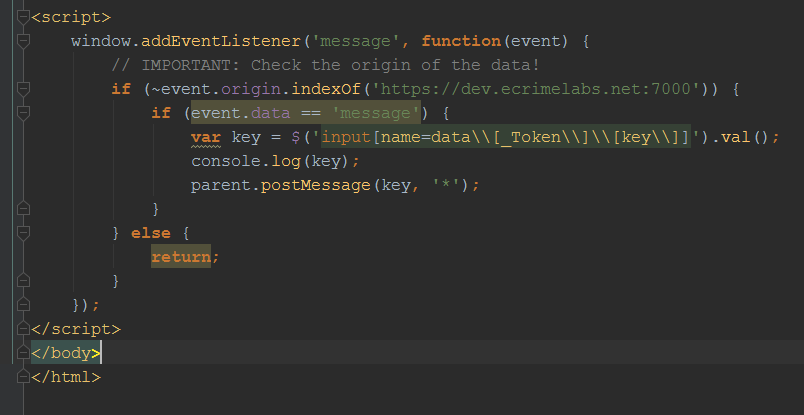 <script>
window.addEventListener('message', function(event) {
// IMPORTANT: Check the origin of the data!
if (~event.origin.indexOf('https://dev.ecrimelabs.net:7000')) {
if (event.data == 'message') {
var key = $('input[name=data\\[_Token\\]\\[key\\]]').val();
console.log(key);
parent.postMessage(key, '*');
}
} else {
return;
}
});
</script>
</body>
</html>